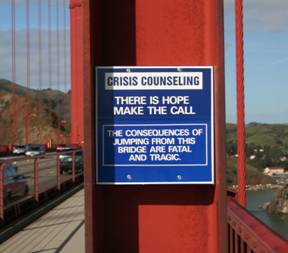 CRISIS COUNSELING
THERE IS HOPE
MAKE THE CALL
THE CONSEQUENCES OF
JUMPING FROM THIS
BRIDGE ARE FATAL
AND TRAGIC.